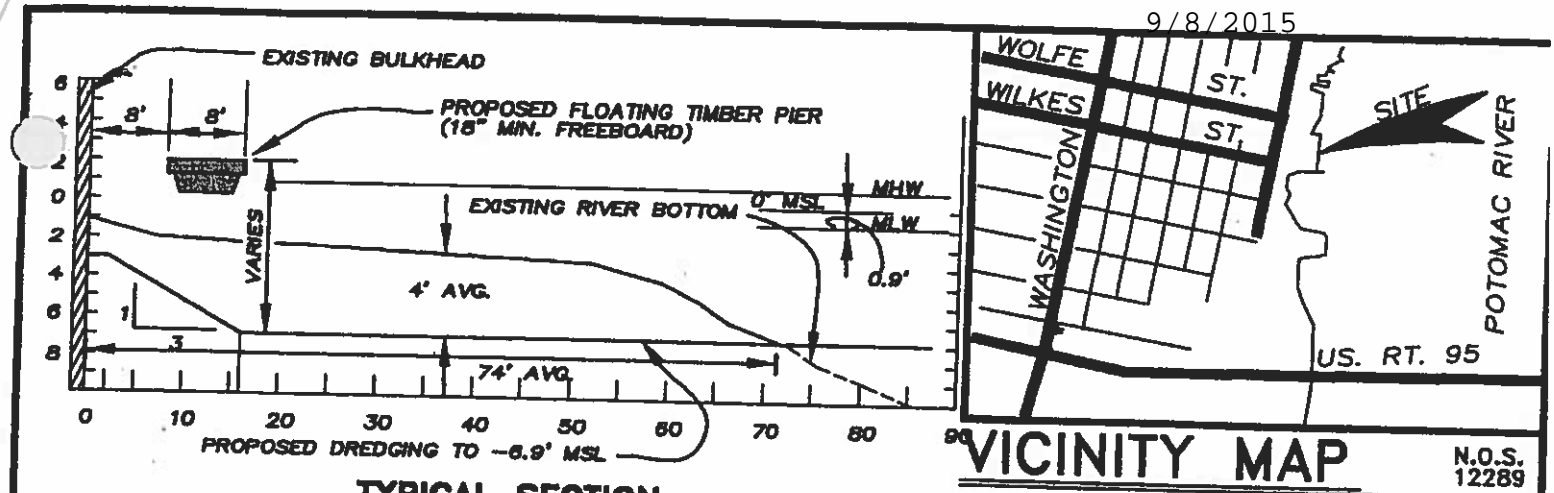 9/8/2015
EXISTING BULKHEAD
PROPOSED FLOATING TIMBER PIER
(18" MIN. FREEBOARD)
8'
8'
6
4
2
0
2
4
6
8
VARIES
EXISTING RIVER BOTTOM
0' MSL
MHW
MLW
0.9'
4' AVG.
1
3
74' AVG.
0 10 20 30 40 50 60 70 80 90
PROPOSED DREDGING TO -6.9' MSL
TYPICAL SECTION
WOLFE ST.
WILKES ST.
WASHINGTON
SITE
POTOMAC RIVER
US. RT. 95
VICINITY MAP
N.O.S.
12289